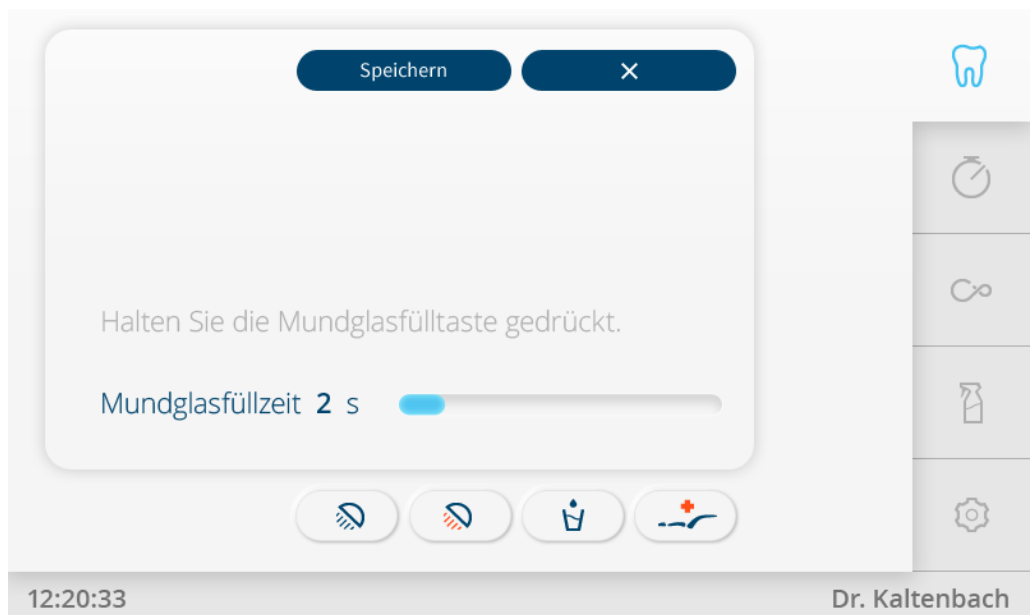 Speichern
Halten Sie die Mundglasfülltaste gedrückt.
Mundglasfüllzeit 2 s
12:20:33 Dr. Kaltenbach